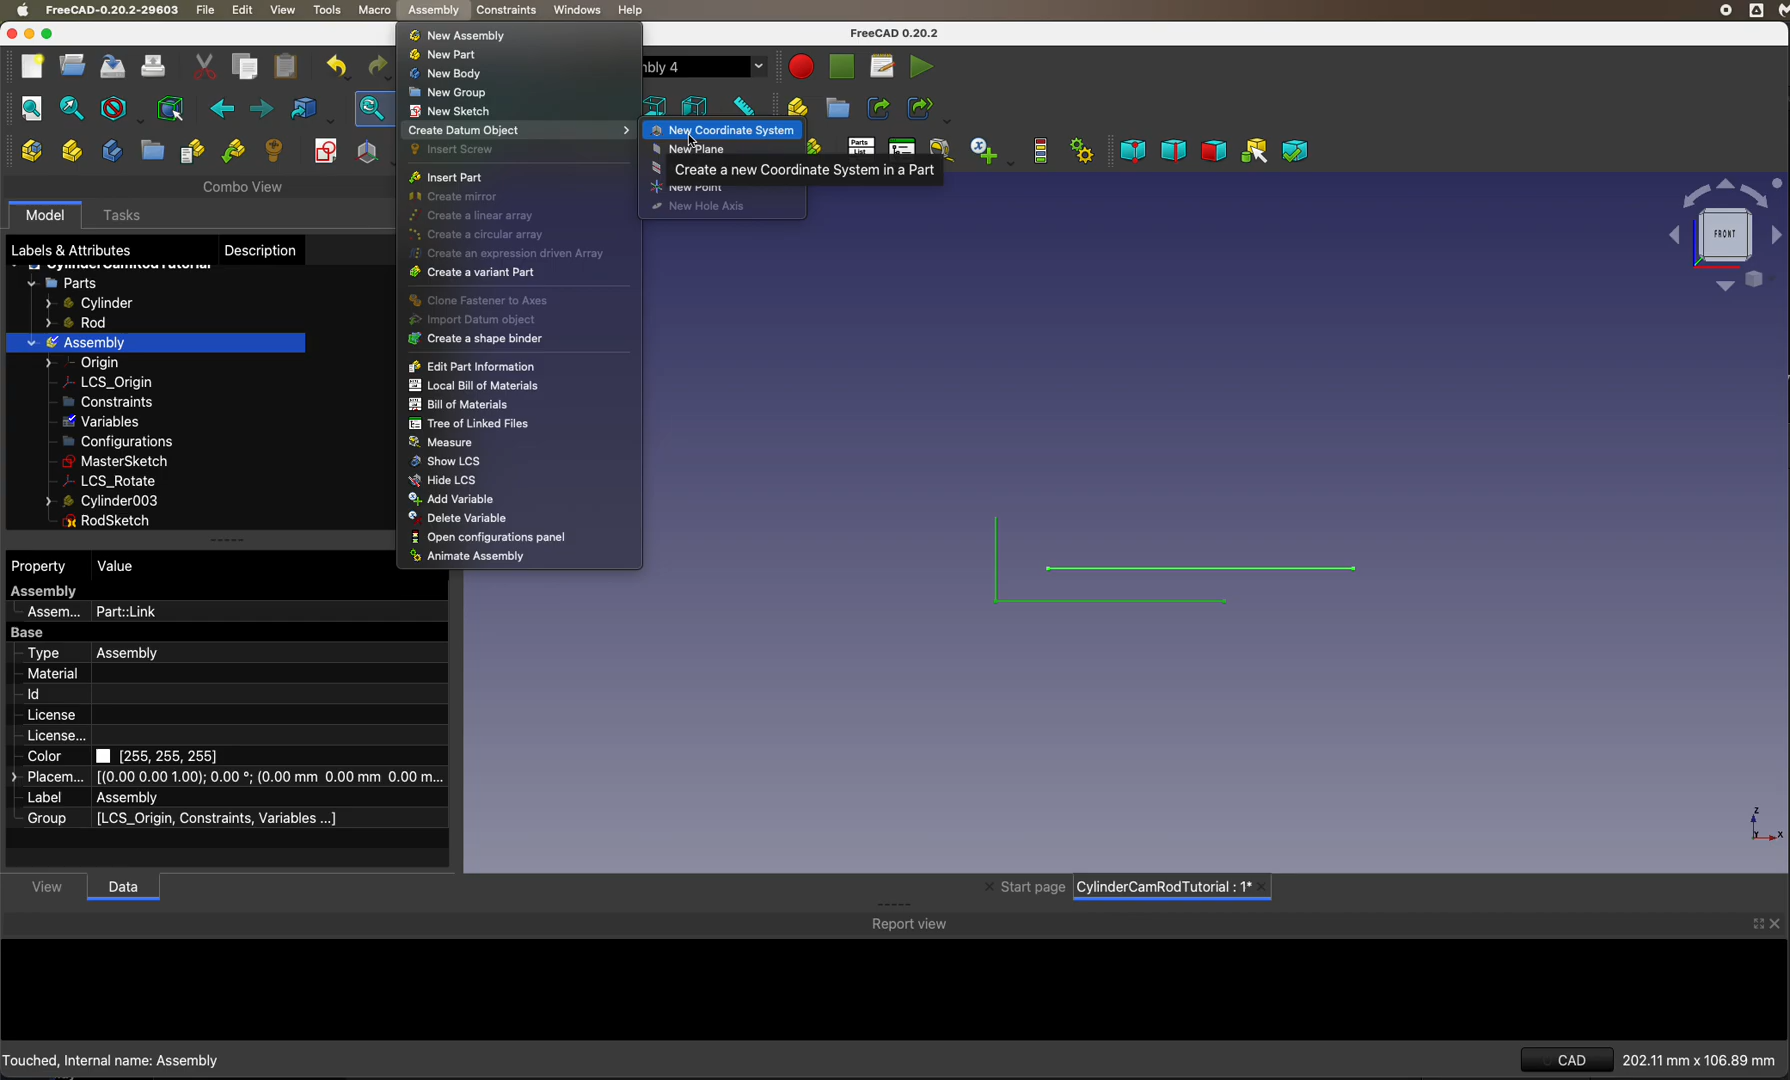 FreeCAD-0.20.2-29603 File Edit View Tools Macro Assembly Constraints Windows Help
FreeCAD 0.20.2
New Assembly
New Part
New Body
New Group
New Sketch
Create Datum Object
Insert Screw
Insert Part
Create mirror
Create a linear array
Create a circular array
Create an expression driven Array
Create a variant Part
Clone Fastener to Axes
Import Datum object
Create a shape binder
Edit Part Information
Local Bill of Materials
Bill of Materials
Tree of Linked Files
Measure
Show LCS
Hide LCS
Add Variable
Delete Variable
Open configurations panel
Animate Assembly
bly 4
New Coordinate System
New Plane
Create a new Coordinate System in a Part
New Point
New Hole Axis
Parts
List
Combo View
Model Tasks
Labels & Attributes Description
CylinderCamRodTutorial
Parts
Cylinder
Rod
Assembly
Origin
LCS_Origin
Constraints
Variables
Configurations
MasterSketch
LCS_Rotate
Cylinder003
RodSketch
Property Value
Assembly
Assem... Part::Link
Base
Type Assembly
Material
Id
License
License...
Color [255, 255, 255]
Placem... [(0.00 0.00 1.00); 0.00 °; (0.00 mm 0.00 mm 0.00 m...
Label Assembly
Group [LCS_Origin, Constraints, Variables ...]
View Data
FRONT
Z
Y X
Start page CylinderCamRodTutorial : 1*
Report view
Touched, Internal name: Assembly
CAD 202.11 mm x 106.89 mm